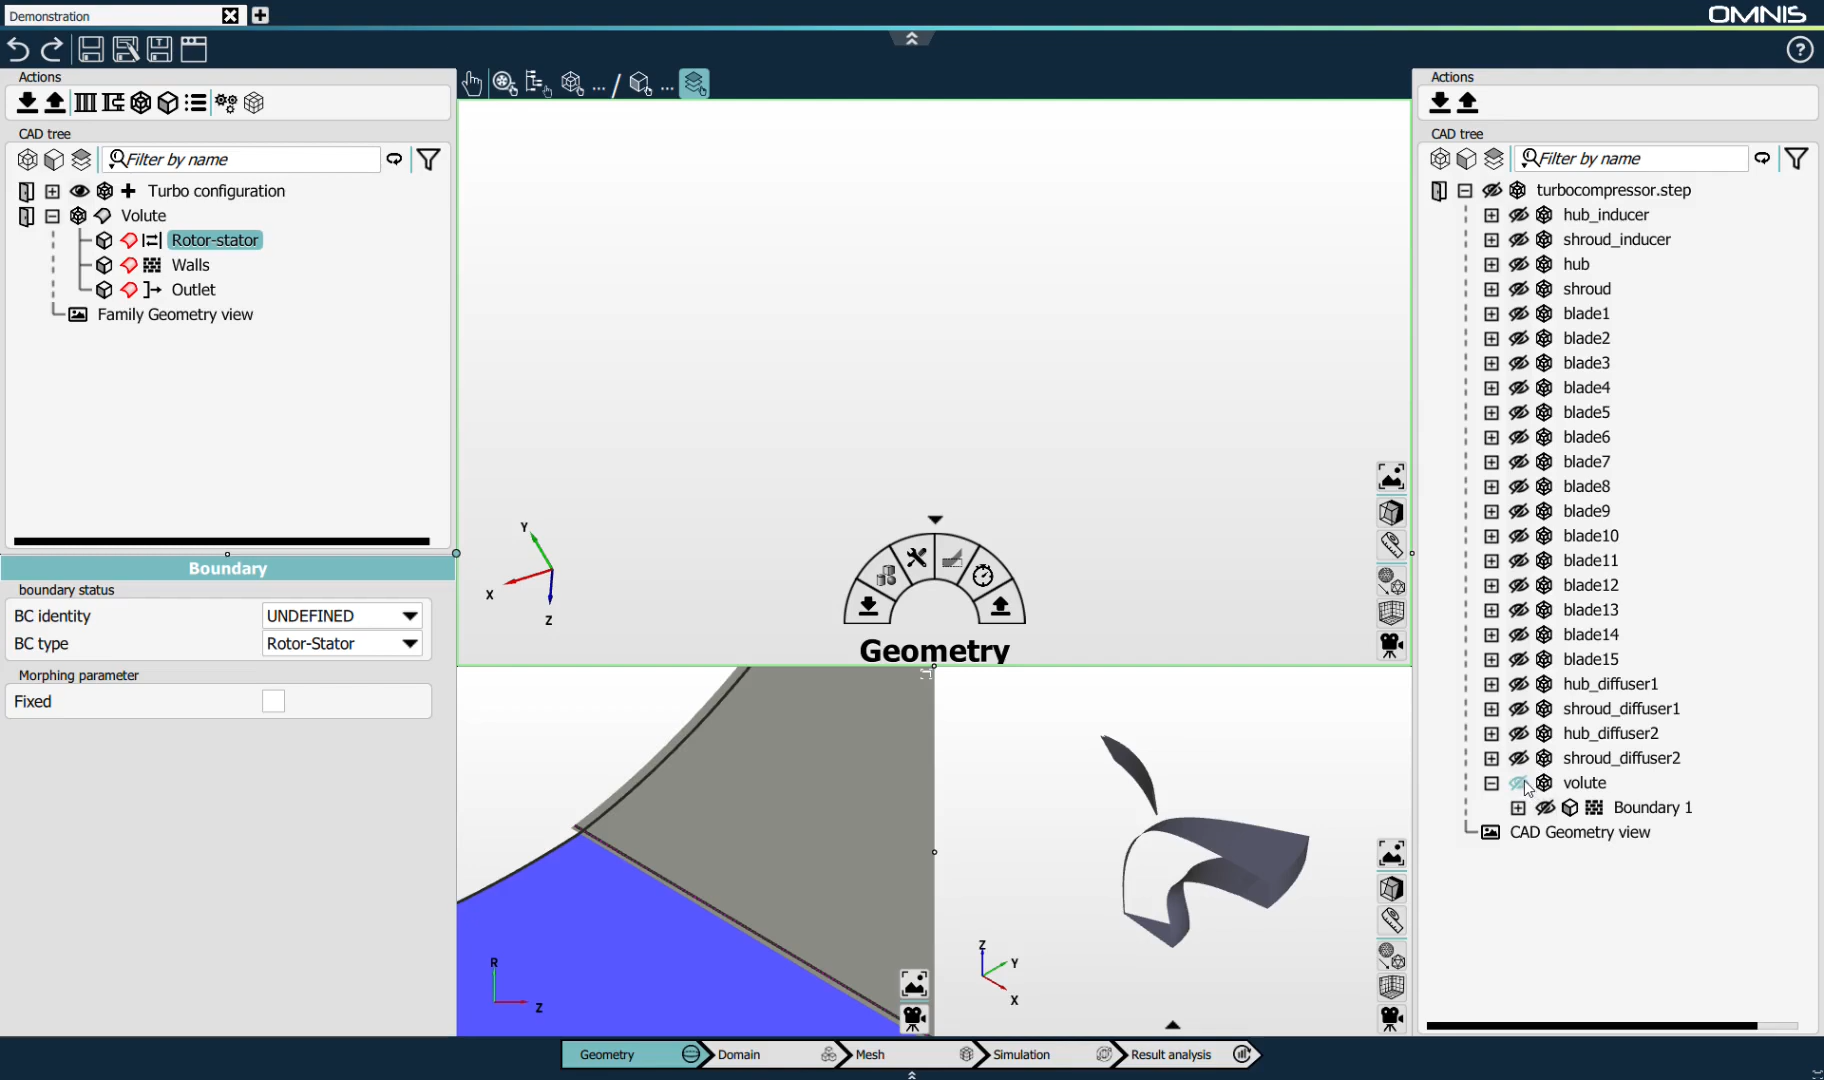 Demonstration
OMNIS
Actions
CAD tree
Filter by name
Turbo configuration
Volute
Rotor-stator
Walls
Outlet
Family Geometry view
Boundary
boundary status
BC identity UNDEFINED
BC type Rotor-Stator
Morphing parameter
Fixed
... / ...
Y
X
Z
Geometry
R
Z
Z
Y
X
Actions
CAD tree
Filter by name
turbocompressor.step
hub_inducer
shroud_inducer
hub
shroud
blade1
blade2
blade3
blade4
blade5
blade6
blade7
blade8
blade9
blade10
blade11
blade12
blade13
blade14
blade15
hub_diffuser1
shroud_diffuser1
hub_diffuser2
shroud_diffuser2
volute
Boundary 1
CAD Geometry view
Geometry Domain Mesh Simulation Result analysis